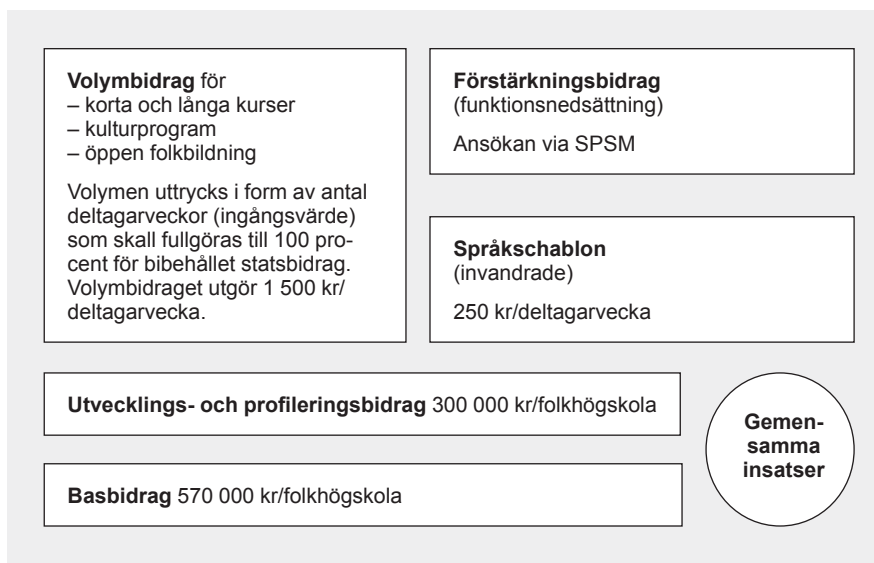 Volymbidrag för
– korta och långa kurser
– kulturprogram
– öppen folkbildning
Volymen uttrycks i form av antal
deltagarveckor (ingångsvärde)
som skall fullgöras till 100 pro-
cent för bibehållet statsbidrag.
Volymbidraget utgör 1 500 kr/
deltagarvecka.
Förstärkningsbidrag
(funktionsnedsättning)
Ansökan via SPSM
Språkschablon
(invandrade)
250 kr/deltagarvecka
Utvecklings- och profileringsbidrag 300 000 kr/folkhögskola
Basbidrag 570 000 kr/folkhögskola
Gemen-
samma
insatser